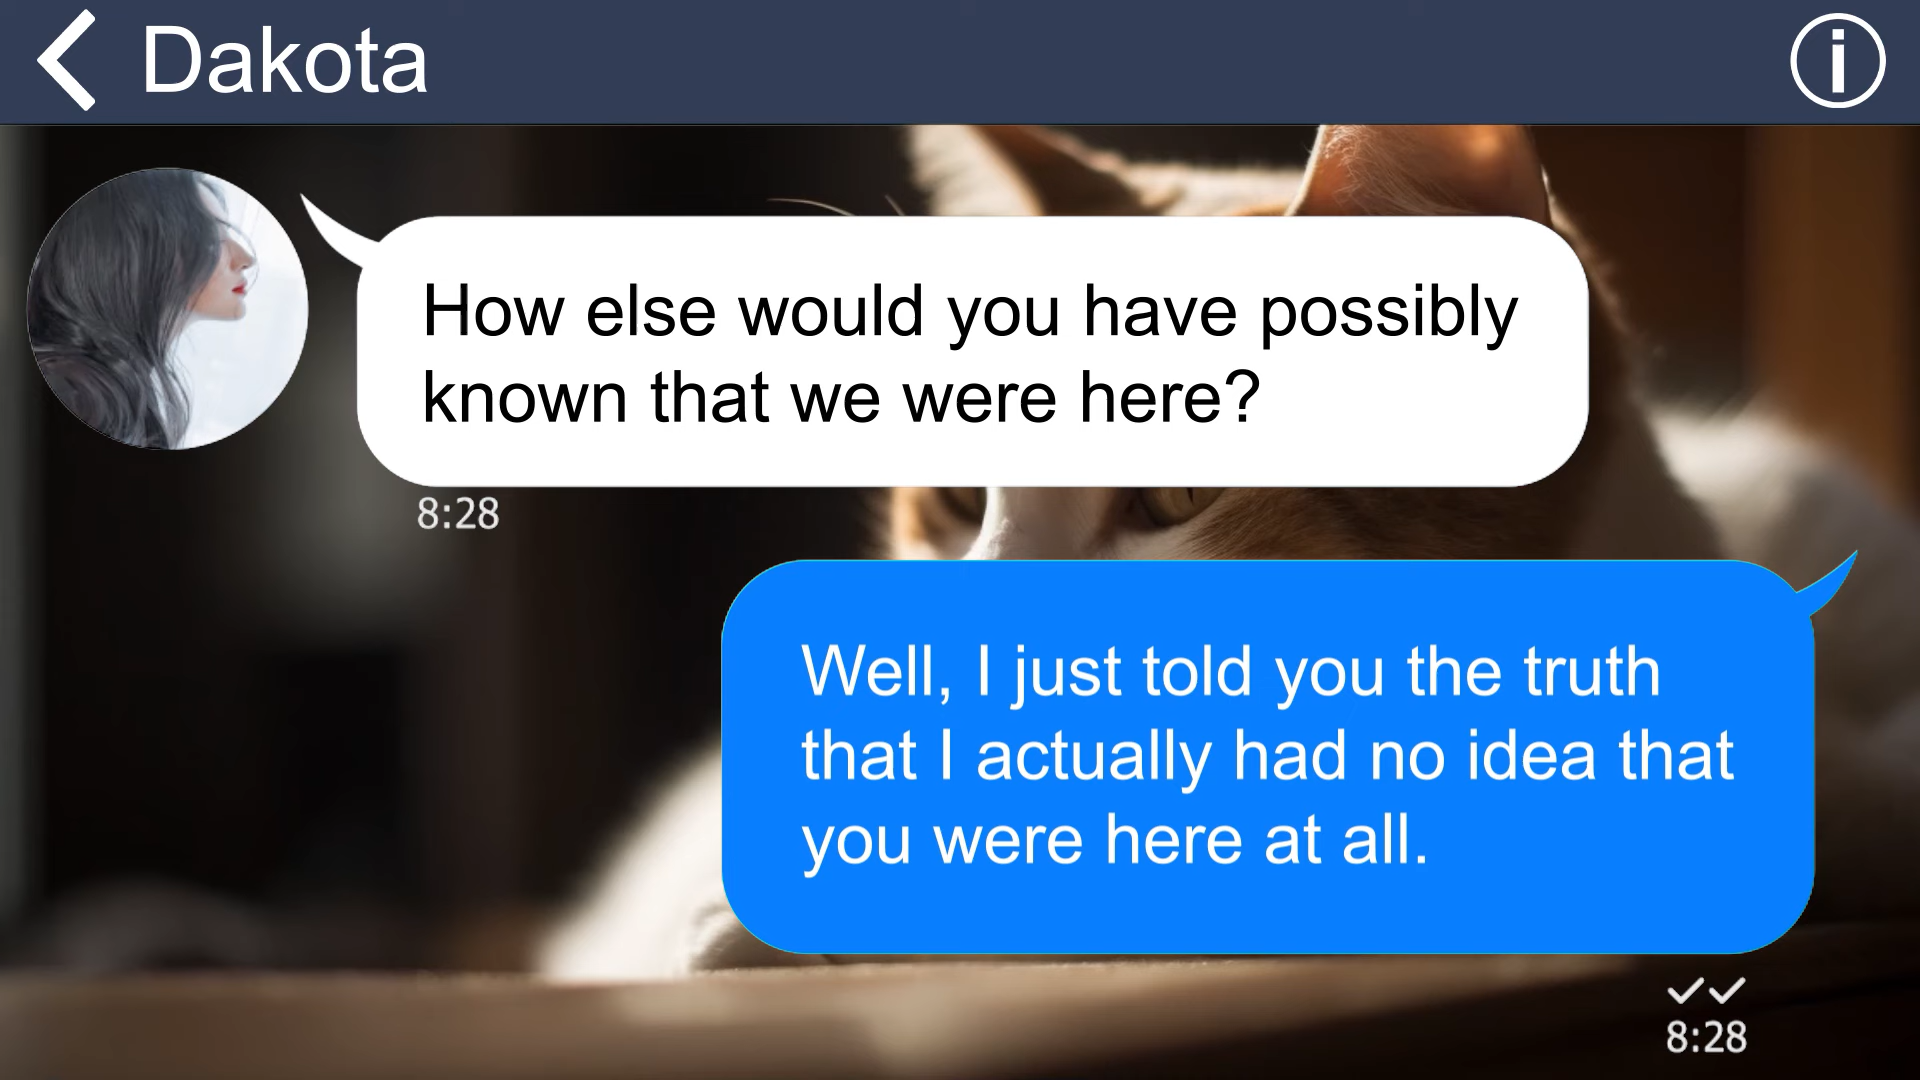 Dakota
How else would you have possibly
known that we were here?
8:28
Well, I just told you the truth
that I actually had no idea that
you were here at all.
8:28